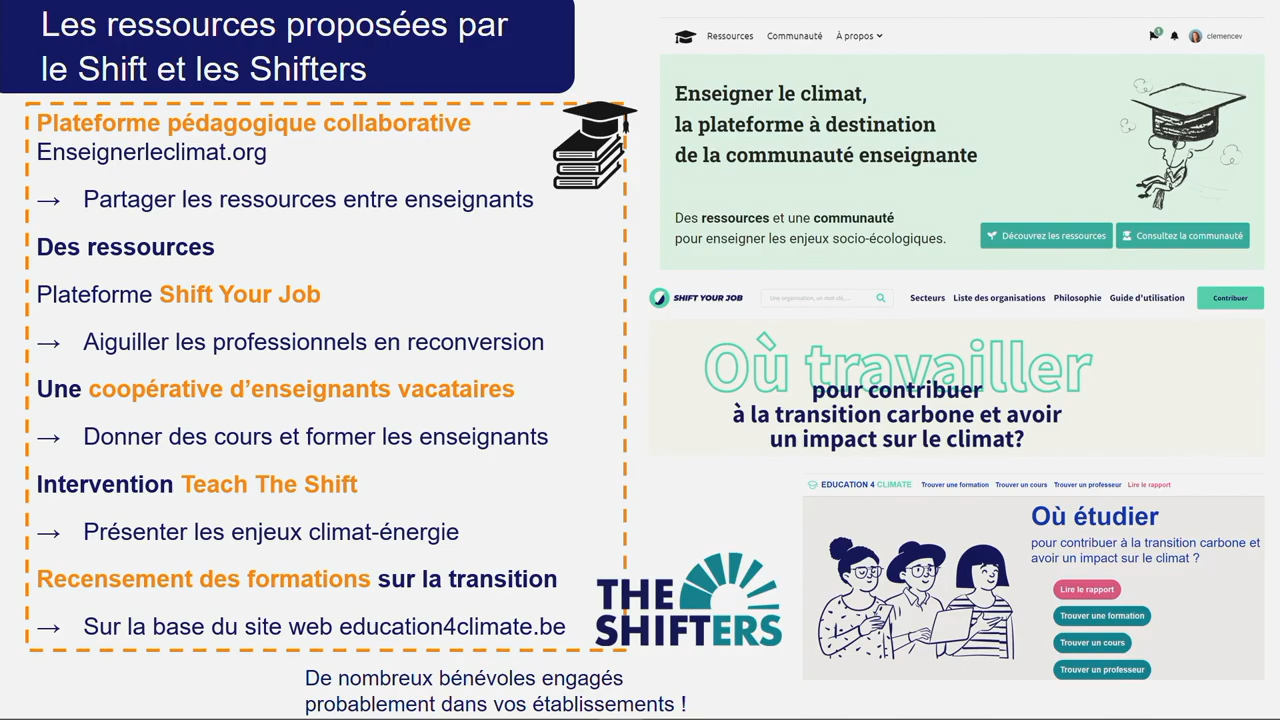 Les ressources proposées par
le Shift et les Shifters
Plateforme pédagogique collaborative
Enseignerleclimat.org
→ Partager les ressources entre enseignants
Des ressources
Plateforme Shift Your Job
→ Aiguiller les professionnels en reconversion
Une coopérative d’enseignants vacataires
→ Donner des cours et former les enseignants
Intervention Teach The Shift
→ Présenter les enjeux climat-énergie
Recensement des formations sur la transition
→ Sur la base du site web education4climate.be
THE
SHIFTERS
De nombreux bénévoles engagés
probablement dans vos établissements !
Ressources Communauté À propos 1 clemencev
Enseigner le climat,
la plateforme à destination
de la communauté enseignante
Des ressources et une communauté
pour enseigner les enjeux socio-écologiques.
Découvrez les ressources Consultez la communauté
SHIFT YOUR JOB Une organisation, un mot clé,... Secteurs Liste des organisations Philosophie Guide d'utilisation Contribuer
Où travailler
pour contribuer
à la transition carbone et avoir
un impact sur le climat?
EDUCATION 4 CLIMATE Trouver une formation Trouver un cours Trouver un professeur Lire le rapport
Où étudier
pour contribuer à la transition carbone et
avoir un impact sur le climat ?
Lire le rapport
Trouver une formation
Trouver un cours
Trouver un professeur